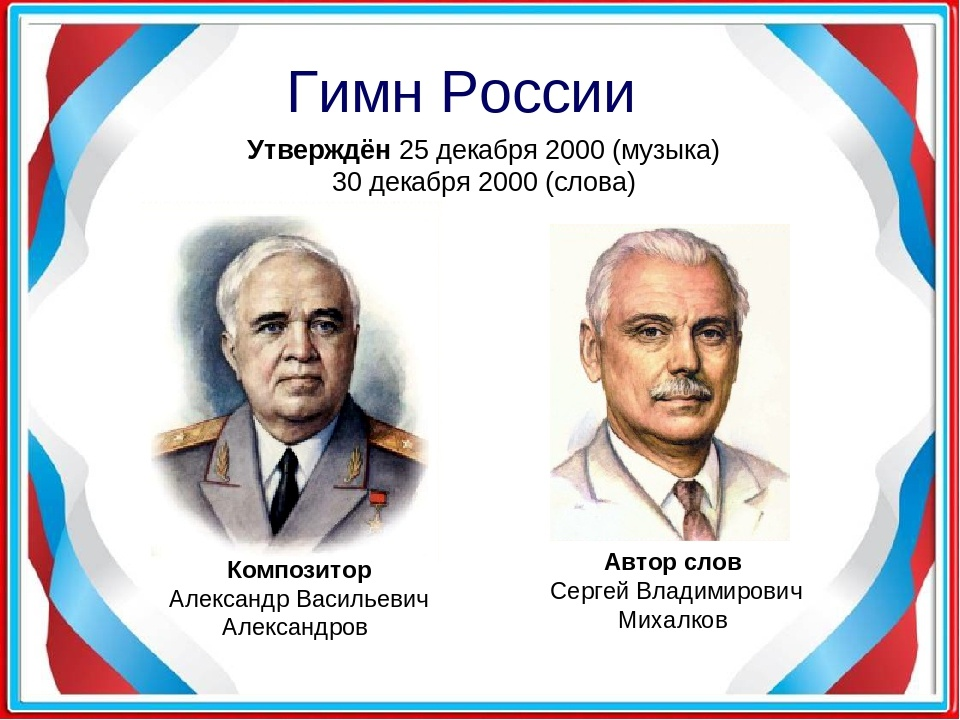 Гимн России
Утверждён 25 декабря 2000 (музыка)
30 декабря 2000 (слова)
Композитор
Александр Васильевич
Александров
Автор слов
Сергей Владимирович
Михалков